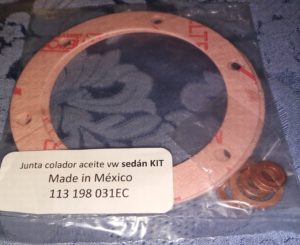 Junta colador aceite vw sedán KIT
Made in México
113 198 031EC